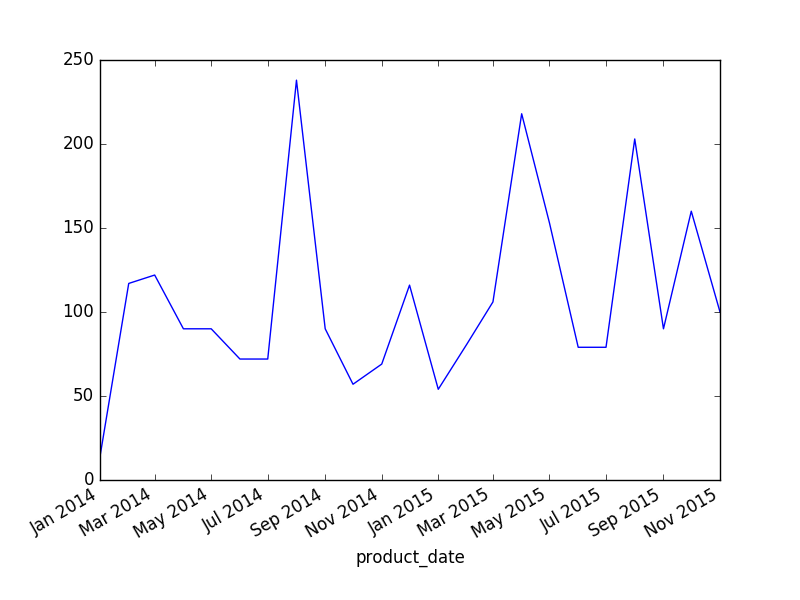 250
200
150
100
50
0
Jan 2014
Mar 2014
May 2014
Jul 2014
Sep 2014
Nov 2014
Jan 2015
Mar 2015
May 2015
Jul 2015
Sep 2015
Nov 2015
product_date